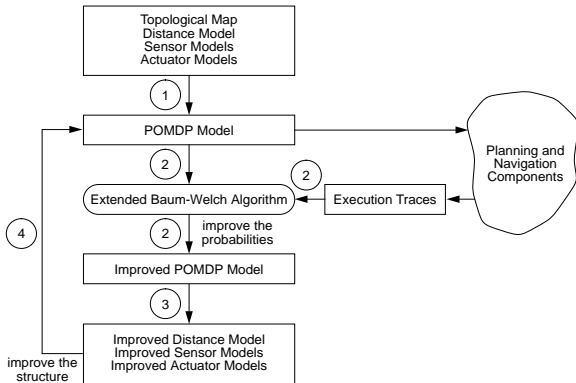 Topological Map
Distance Model
Sensor Models
Actuator Models
1
POMDP Model
2
2
Planning and
Navigation
Components
Extended Baum-Welch Algorithm
Execution Traces
4
2
improve the
probabilities
Improved POMDP Model
3
Improved Distance Model
Improved Sensor Models
Improved Actuator Models
improve the
structure